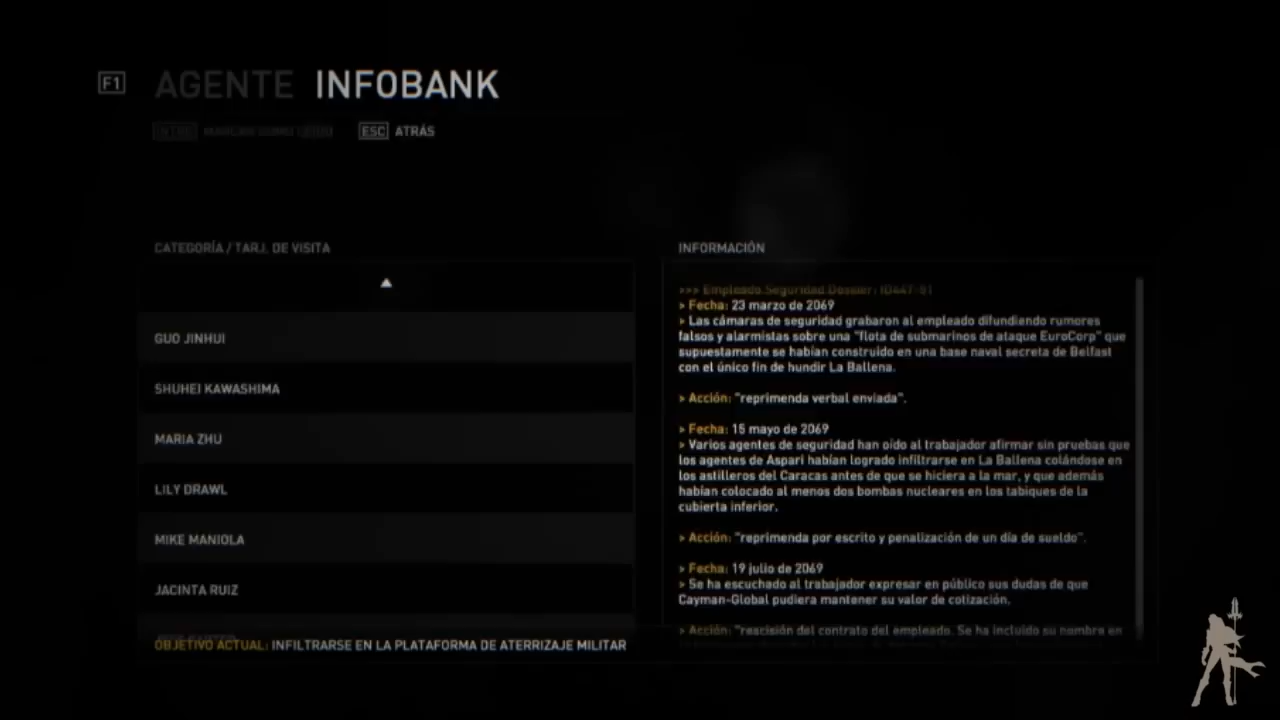 F1 AGENTE INFOBANK
ESC ATRÁS
CATEGORÍA / TARJ. DE VISITA
GUO JINHUI
SHUHEI KAWASHIMA
MARIA ZHU
LILY DRAWL
MIKE MANIOLA
JACINTA RUIZ
OBJETIVO ACTUAL: INFILTRARSE EN LA PLATAFORMA DE ATERRIZAJE MILITAR
INFORMACIÓN
>>> Empleado Seguridad Dossier:
> Fecha: 23 marzo de 2069
> Las cámaras de seguridad grabaron al empleado difundiendo rumores
falsos y alarmistas sobre una "flota de submarinos de ataque EuroCorp" que
supuestamente se habían construido en una base naval secreta de Belfast
con el único fin de hundir La Ballena.
> Acción: "reprimenda verbal enviada".
> Fecha: 15 mayo de 2069
> Varios agentes de seguridad han oído al trabajador afirmar sin pruebas que
los agentes de Aspari habían logrado infiltrarse en La Ballena colándose en
los astilleros del Caracas antes de que se hiciera a la mar, y que además
habían colocado al menos dos bombas nucleares en los tabiques de la
cubierta inferior.
> Acción: "reprimenda por escrito y penalización de un día de sueldo".
> Fecha: 19 julio de 2069
> Se ha escuchado al trabajador expresar en público sus dudas de que
Cayman-Global pudiera mantener su valor de cotización.
> Acción: "rescisión del contrato del empleado. Se ha incluido su nombre en